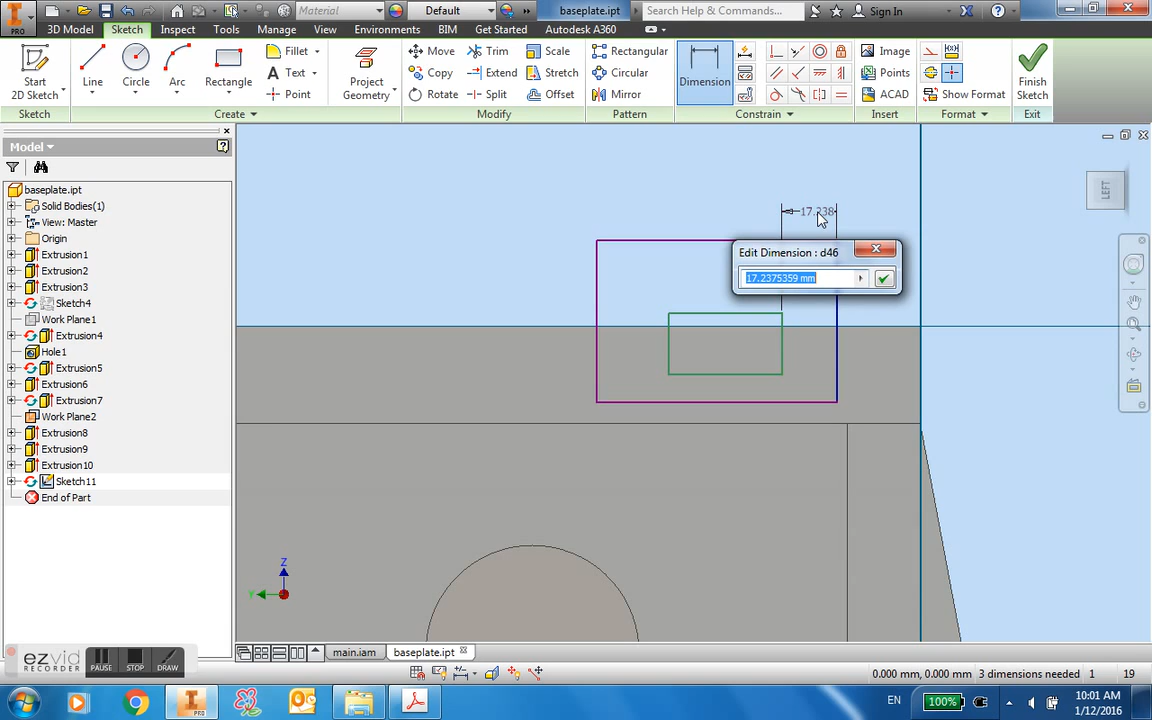 PRO
Material
Default
baseplate.ipt
Search Help & Commands...
Sign In
3D Model
Sketch
Inspect
Tools
Manage
View
Environments
BIM
Get Started
Autodesk A360
Start
2D Sketch
Line
Circle
Arc
Rectangle
Fillet
Text
Point
Project
Geometry
Move
Copy
Rotate
Trim
Extend
Split
Scale
Stretch
Offset
Rectangular
Circular
Mirror
Dimension
Image
Points
ACAD
Show Format
Finish
Sketch
Sketch
Create
Modify
Pattern
Constrain
Insert
Format
Exit
Model
baseplate.ipt
Solid Bodies(1)
View: Master
Origin
Extrusion1
Extrusion2
Extrusion3
Sketch4
Work Plane1
Extrusion4
Hole1
Extrusion5
Extrusion6
Extrusion7
Work Plane2
Extrusion8
Extrusion9
Extrusion10
Sketch11
End of Part
LEFT
17.238
Edit Dimension : d46
17.2375359 mm
Z
Y
main.iam
baseplate.ipt
ezvid
RECORDER
PAUSE
STOP
DRAW
0.000 mm, 0.000 mm
3 dimensions needed
1
19
PRO
EN
100%
10:01 AM
1/12/2016